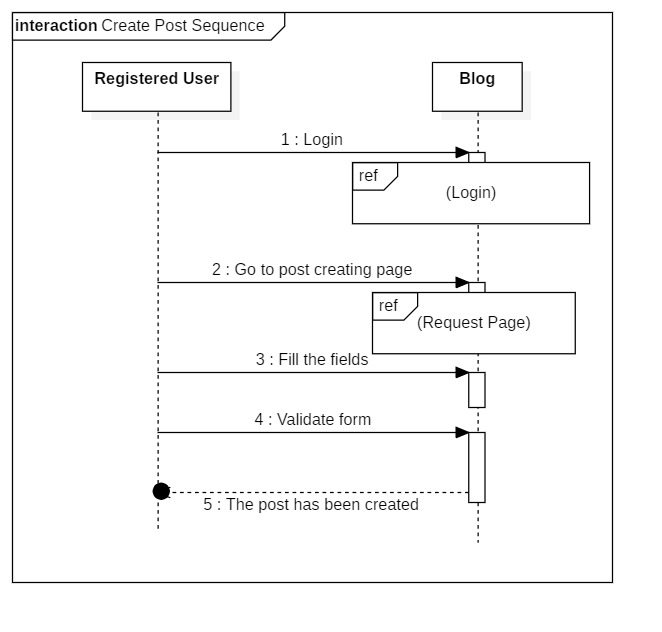 interaction Create Post Sequence
Registered User
Blog
1 : Login
ref
(Login)
2 : Go to post creating page
ref
(Request Page)
3 : Fill the fields
4 : Validate form
5 : The post has been created